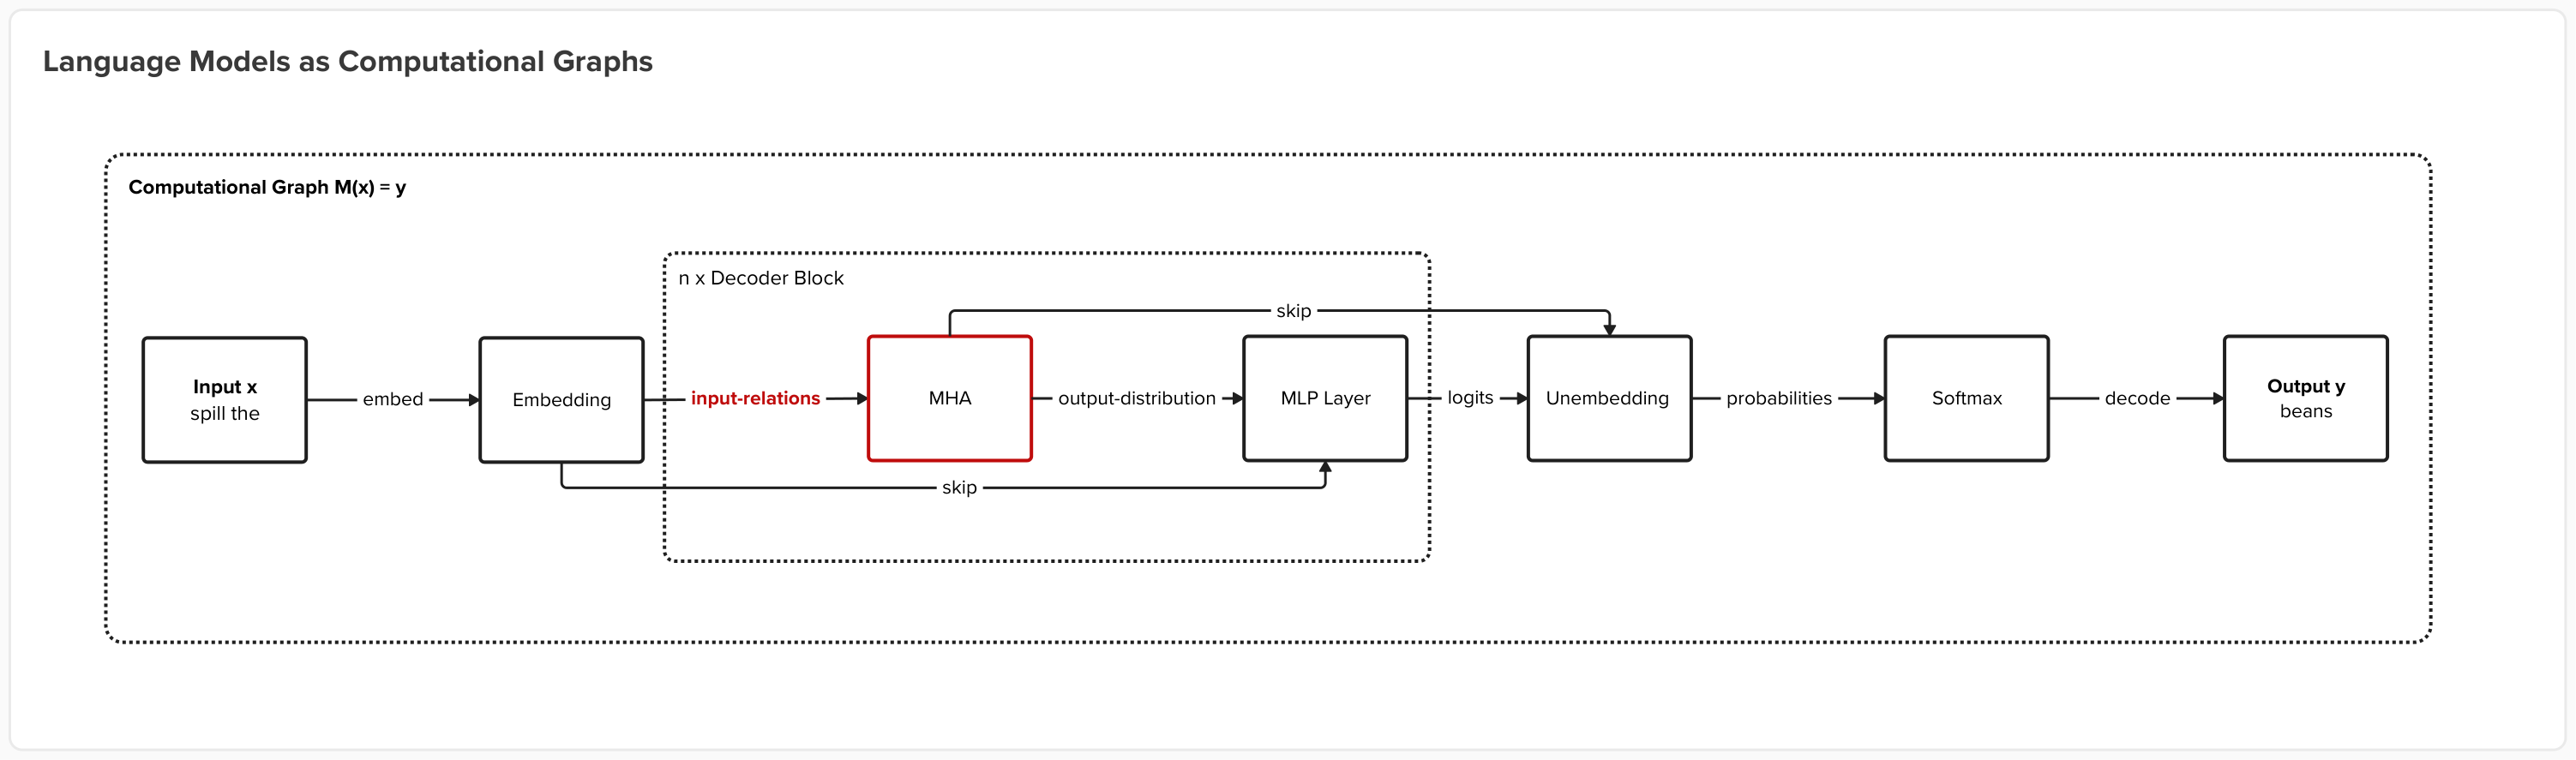 Language Models as Computational Graphs
Computational Graph M(x) = y
n x Decoder Block
skip
Input x
spill the
embed
Embedding
input-relations
MHA
output-distribution
MLP Layer
logits
Unembedding
probabilities
Softmax
decode
Output y
beans
skip